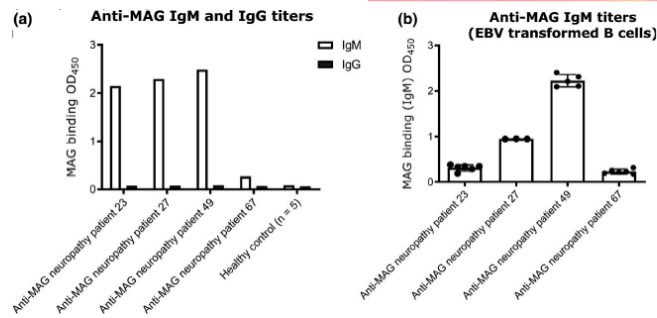 (a)
Anti-MAG IgM and IgG titers
MAG binding OD450
3
2
1
0
IgM
IgG
Anti-MAG neuropathy patient 23
Anti-MAG neuropathy patient 27
Anti-MAG neuropathy patient 49
Anti-MAG neuropathy patient 67
Healthy control (n = 5)
(b)
Anti-MAG IgM titers
(EBV transformed B cells)
MAG binding (IgM) OD450
3
2
1
0
Anti-MAG neuropathy patient 23
Anti-MAG neuropathy patient 27
Anti-MAG neuropathy patient 49
Anti-MAG neuropathy patient 67